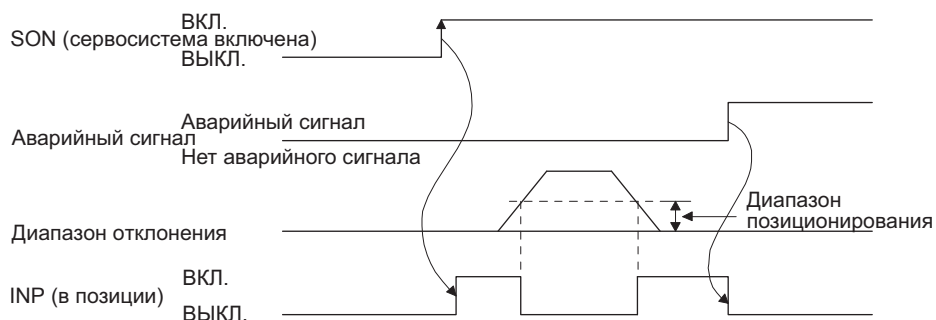 ВКЛ.
SON (сервосистема включена)
ВЫКЛ.
Аварийный сигнал
Аварийный сигнал
Нет аварийного сигнала
Диапазон
позиционирования
Диапазон отклонения
ВКЛ.
INP (в позиции)
ВЫКЛ.